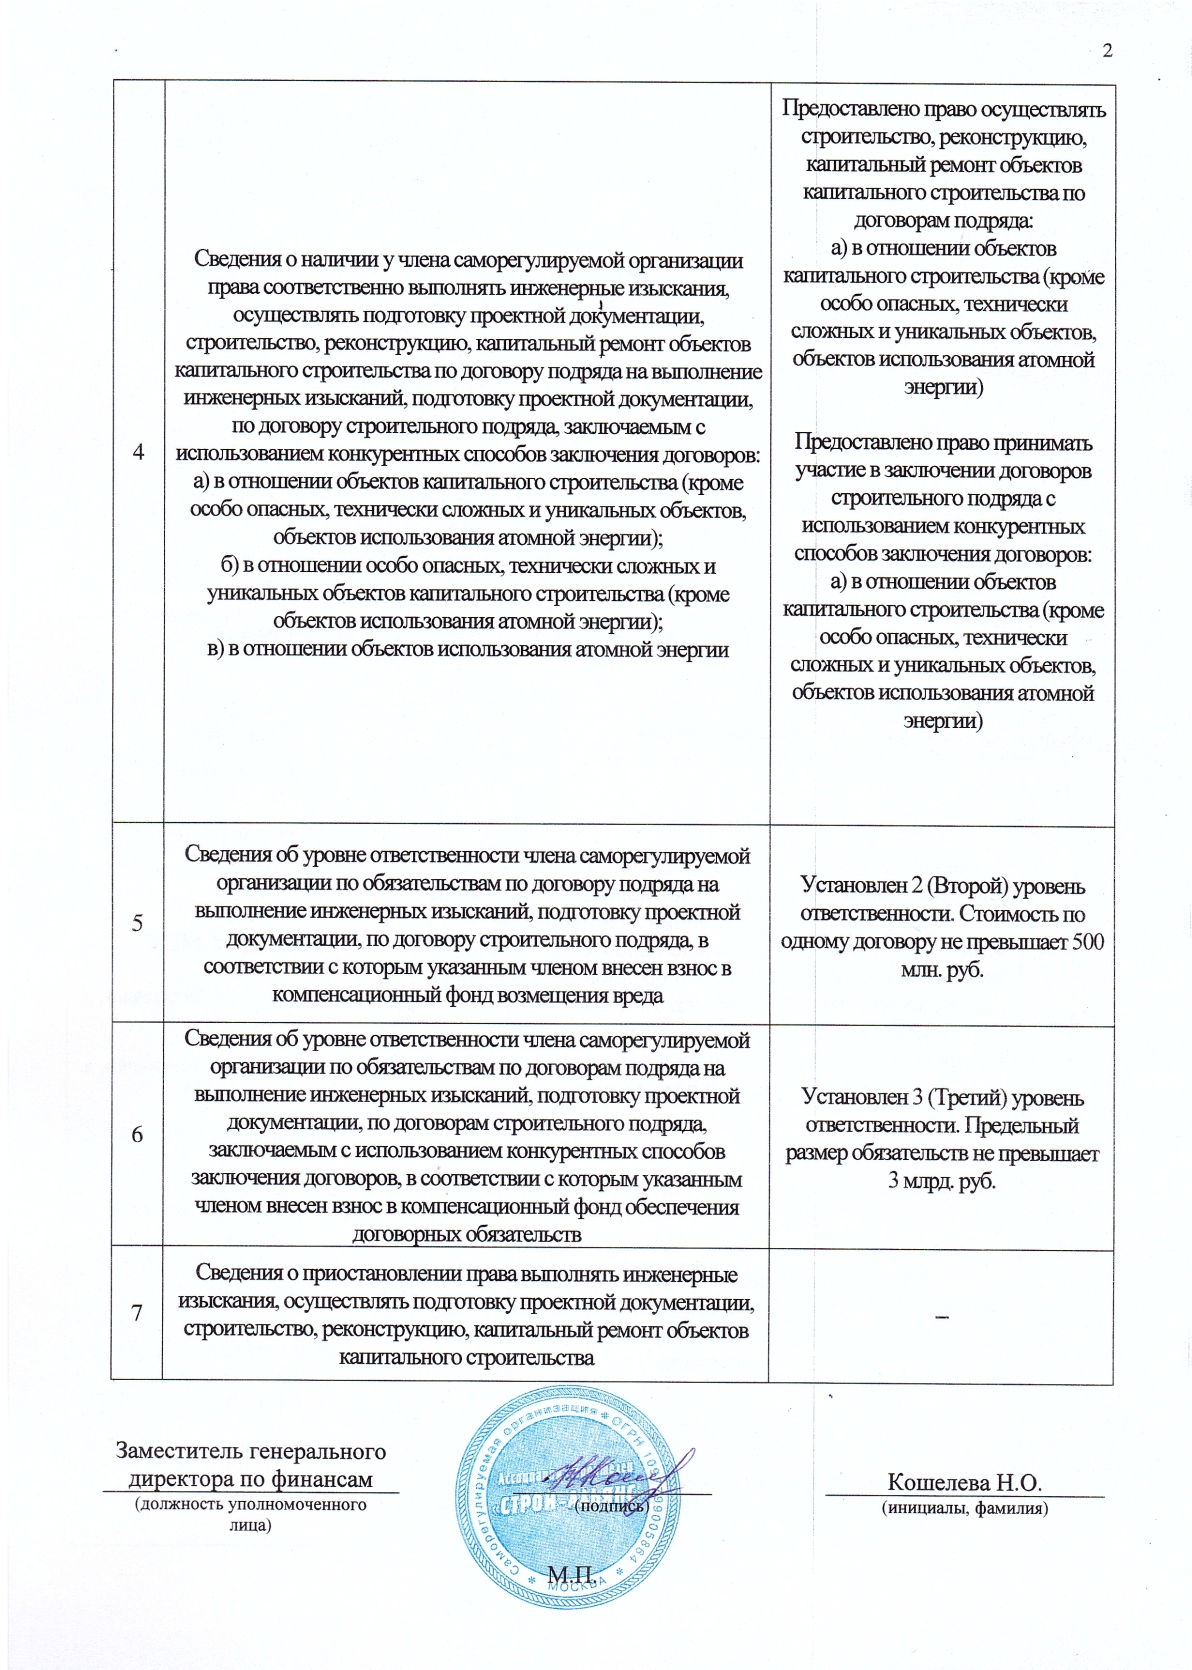 2
4
Сведения о наличии у члена саморегулируемой организации
права соответственно выполнять инженерные изыскания,
осуществлять подготовку проектной документации,
строительство, реконструкцию, капитальный ремонт объектов
капитального строительства по договору подряда на выполнение
инженерных изысканий, подготовку проектной документации,
по договору строительного подряда, заключаемым с
использованием конкурентных способов заключения договоров:
а) в отношении объектов капитального строительства (кроме
особо опасных, технически сложных и уникальных объектов,
объектов использования атомной энергии);
б) в отношении особо опасных, технически сложных и
уникальных объектов капитального строительства (кроме
объектов использования атомной энергии);
в) в отношении объектов использования атомной энергии
Предоставлено право осуществлять
строительство, реконструкцию,
капитальный ремонт объектов
капитального строительства по
договорам подряда:
а) в отношении объектов
капитального строительства (кроме
особо опасных, технически
сложных и уникальных объектов,
объектов использования атомной
энергии)
Предоставлено право принимать
участие в заключении договоров
строительного подряда с
использованием конкурентных
способов заключения договоров:
а) в отношении объектов
капитального строительства (кроме
особо опасных, технически
сложных и уникальных объектов,
объектов использования атомной
энергии)
5
Сведения об уровне ответственности члена саморегулируемой
организации по обязательствам по договору подряда на
выполнение инженерных изысканий, подготовку проектной
документации, по договору строительного подряда, в
соответствии с которым указанным членом внесен взнос в
компенсационный фонд возмещения вреда
Установлен 2 (Второй) уровень
ответственности. Стоимость по
одному договору не превышает 500
млн. руб.
6
Сведения об уровне ответственности члена саморегулируемой
организации по обязательствам по договорам подряда на
выполнение инженерных изысканий, подготовку проектной
документации, по договорам строительного подряда,
заключаемым с использованием конкурентных способов
заключения договоров, в соответствии с которым указанным
членом внесен взнос в компенсационный фонд обеспечения
договорных обязательств
Установлен 3 (Третий) уровень
ответственности. Предельный
размер обязательств не превышает
3 млрд. руб.
7
Сведения о приостановлении права выполнять инженерные
изыскания, осуществлять подготовку проектной документации,
строительство, реконструкцию, капитальный ремонт объектов
капитального строительства
–
Заместитель генерального
директора по финансам
(должность уполномоченного
лица)
Саморегулируемая организация * ОГРН
* МОСКВА *
(подпись)
М.П.
Кошелева Н.О.
(инициалы, фамилия)